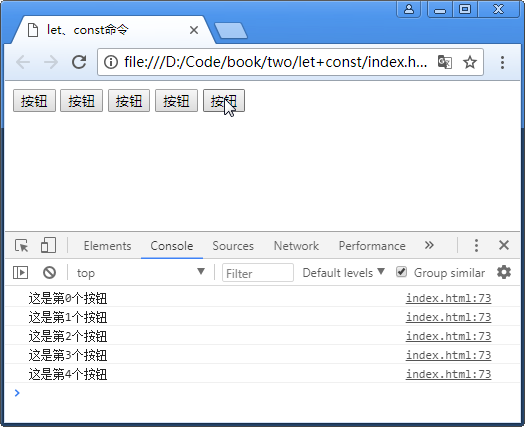 let、const命令
file:///D:/Code/book/two/let+const/index.h...
按钮 按钮 按钮 按钮 按钮
Elements Console Sources Network Performance »
top Filter Default levels Group similar
这是第0个按钮 index.html:73
这是第1个按钮 index.html:73
这是第2个按钮 index.html:73
这是第3个按钮 index.html:73
这是第4个按钮 index.html:73